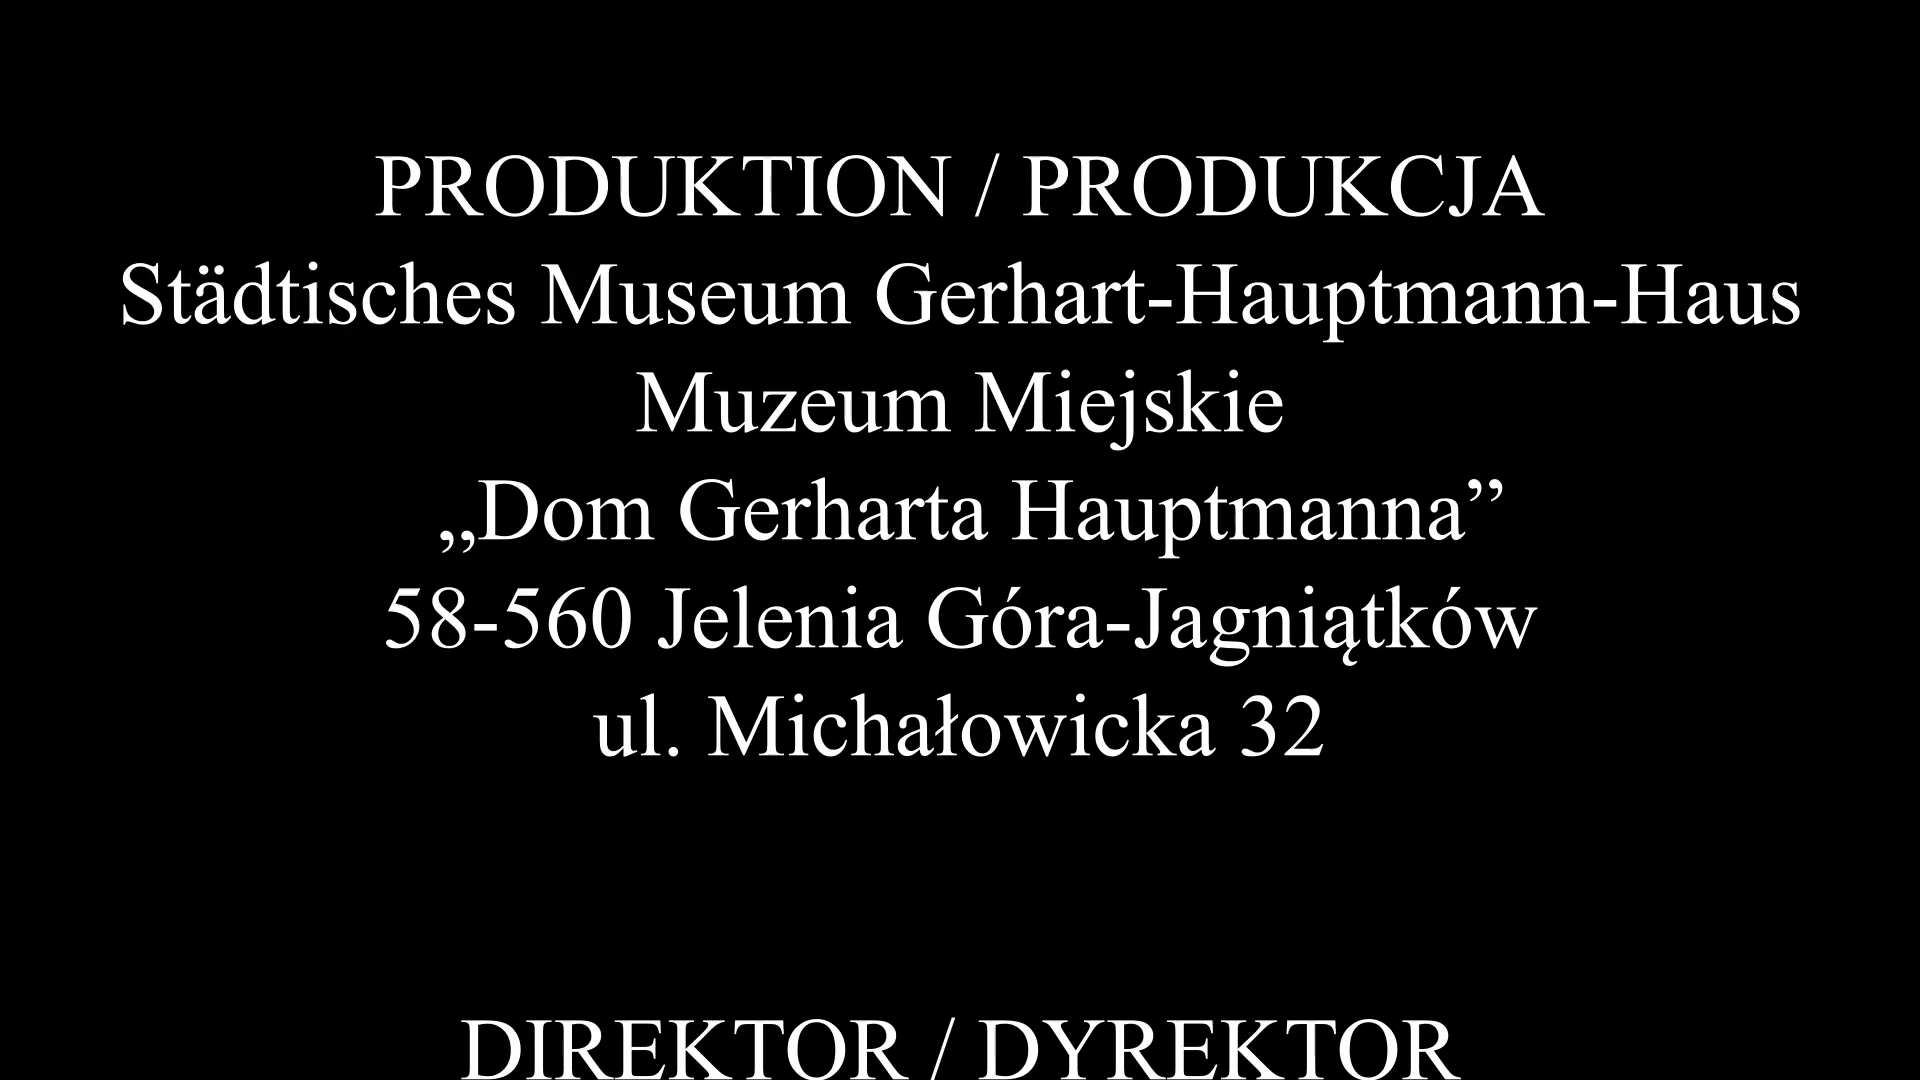 PRODUKTION / PRODUKCJA
Städtisches Museum Gerhart-Hauptmann-Haus
Muzeum Miejskie
„Dom Gerharta Hauptmanna”
58-560 Jelenia Góra-Jagniątków
ul. Michałowicka 32
DIREKTOR / DYREKTOR